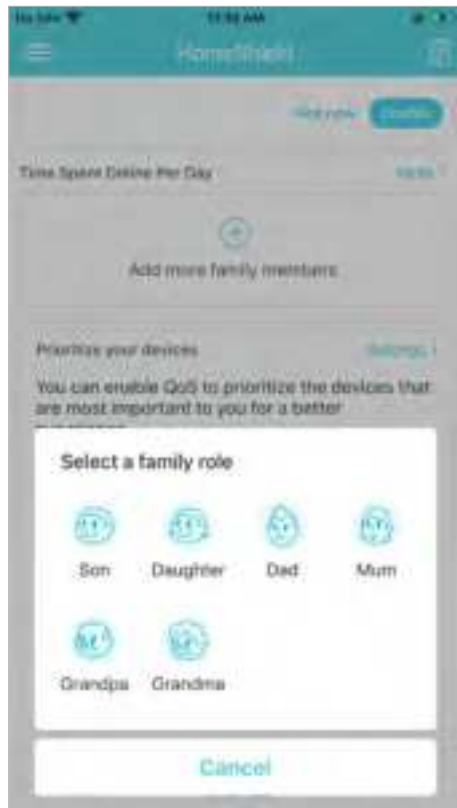 HomeShield
Time Spent Online Per Day
Add more family members
Prioritize your devices
You can enable QoS to prioritize the devices that
are most important to you for a better
Select a family role
Son Daughter Dad Mum
Grandpa Grandma
Cancel